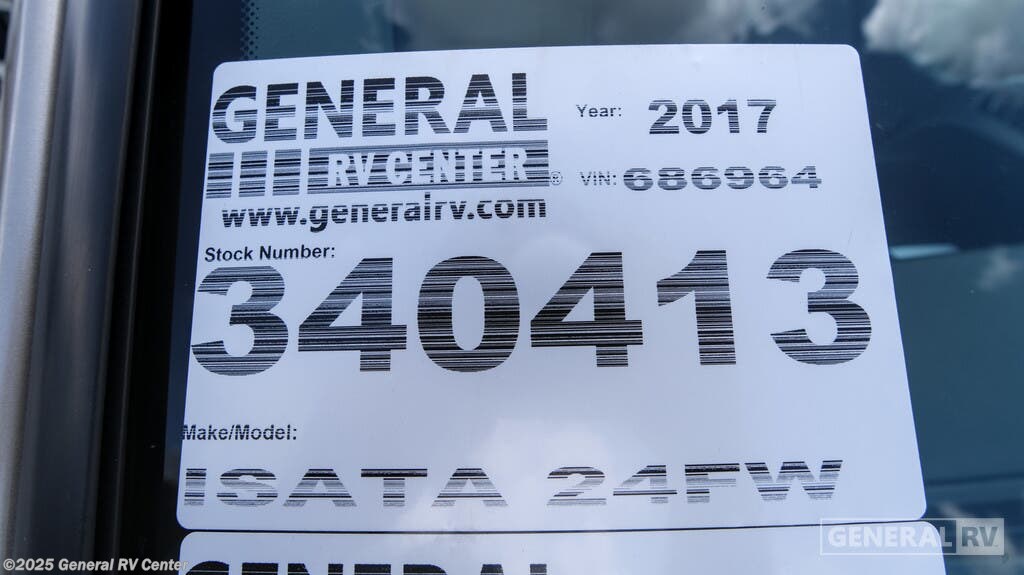 GENERAL
RV CENTER®
www.generalrv.com
Year: 2017
VIN: 686964
Stock Number:
340413
Make/Model:
ISATA 24FW
GENERAL
GENERAL RV
©2025 General RV Center